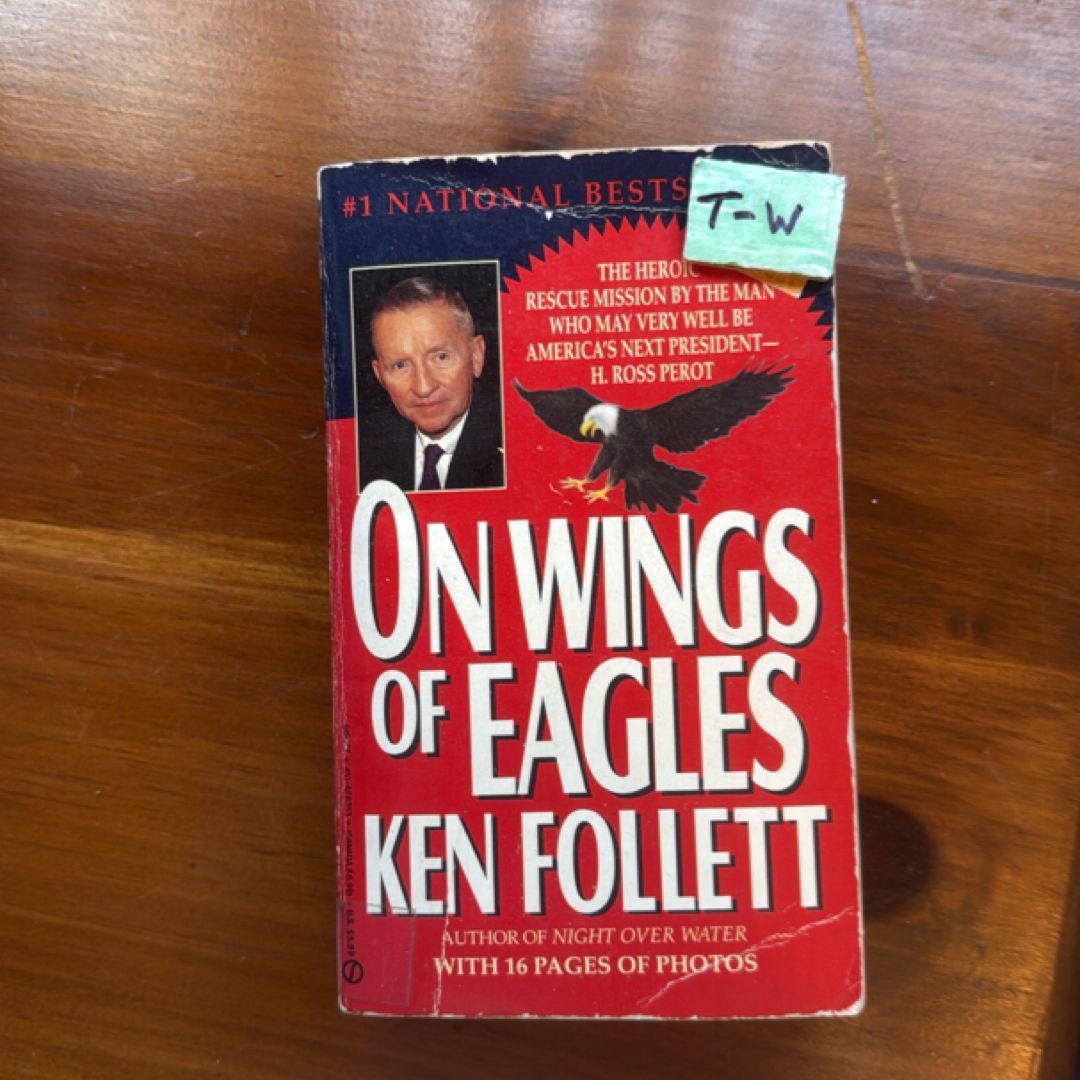 #1 NATIONAL BESTS
T-W
THE HEROIC
RESCUE MISSION BY THE MAN
WHO MAY VERY WELL BE
AMERICA'S NEXT PRESIDENT—
H. ROSS PEROT
ON WINGS
OF EAGLES
KEN FOLLETT
AUTHOR OF NIGHT OVER WATER
WITH 16 PAGES OF PHOTOS